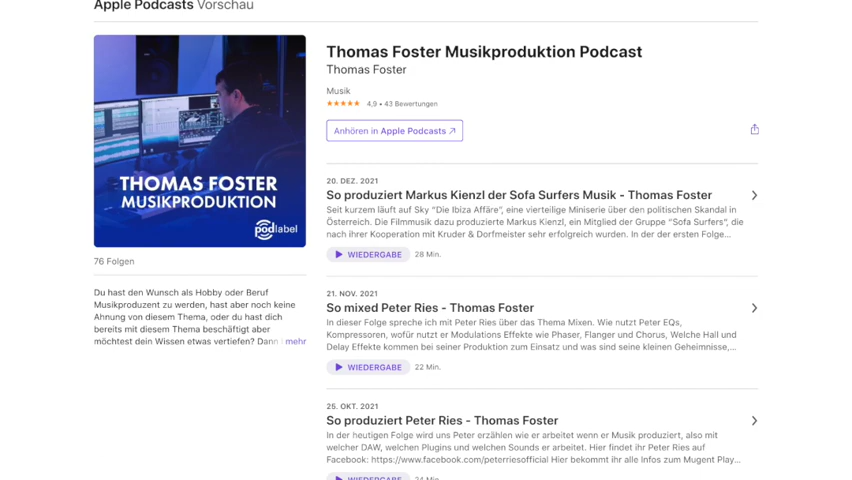 Apple Podcasts Vorschau
THOMAS FOSTER
MUSIKPRODUKTION
podlabel
76 Folgen
Du hast den Wunsch als Hobby oder Beruf
Musikproduzent zu werden, hast aber noch keine
Ahnung von diesem Thema, oder du hast dich
bereits mit diesem Thema beschäftigt aber
möchtest dein Wissen etwas vertiefen? Dann mehr
Thomas Foster Musikproduktion Podcast
Thomas Foster
Musik
★★★★★ 4,9 • 43 Bewertungen
Anhören in Apple Podcasts ↗
20. DEZ. 2021
So produziert Markus Kienzl der Sofa Surfers Musik - Thomas Foster
Seit kurzem läuft auf Sky "Die Ibiza Affäre", eine vierteilige Miniserie über den politischen Skandal in
Österreich. Die Filmmusik dazu produzierte Markus Kienzl, ein Mitglied der Gruppe "Sofa Surfers", die
nach ihrer Kooperation mit Kruder & Dorfmeister sehr erfolgreich wurden. In der der ersten Folge...
WIEDERGABE 28 Min.
21. NOV. 2021
So mixed Peter Ries - Thomas Foster
In dieser Folge spreche ich mit Peter Ries über das Thema Mixen. Wie nutzt Peter EQs,
Kompressoren, wofür nutzt er Modulations Effekte wie Phaser, Flanger und Chorus, Welche Hall und
Delay Effekte kommen bei seiner Produktion zum Einsatz und was sind seine kleinen Geheimnisse,...
WIEDERGABE 22 Min.
25. OKT. 2021
So produziert Peter Ries - Thomas Foster
In der heutigen Folge wird uns Peter erzählen wie er arbeitet wenn er Musik produziert, also mit
welcher DAW, welchen Plugins und welchen Sounds er arbeitet. Hier findet ihr Peter Ries auf
Facebook: https://www.facebook.com/peterriesofficial Hier bekommt ihr alle Infos zum Mugent Play...
WIEDERGABE 24 Min.